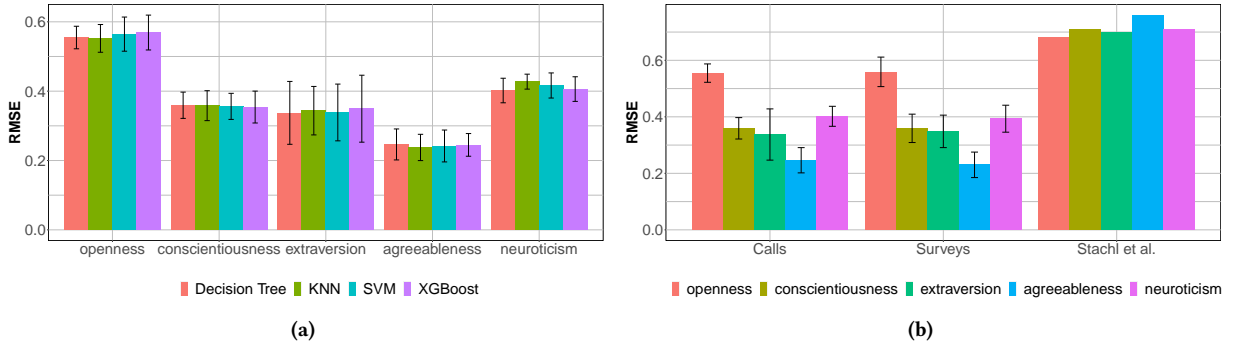 RMSE
0.6
0.4
0.2
0.0
openness conscientiousness extraversion agreeableness neuroticism
Decision Tree KNN SVM XGBoost
(a)
RMSE
0.6
0.4
0.2
0.0
Calls Surveys Stachl et al.
openness conscientiousness extraversion agreeableness neuroticism
(b)